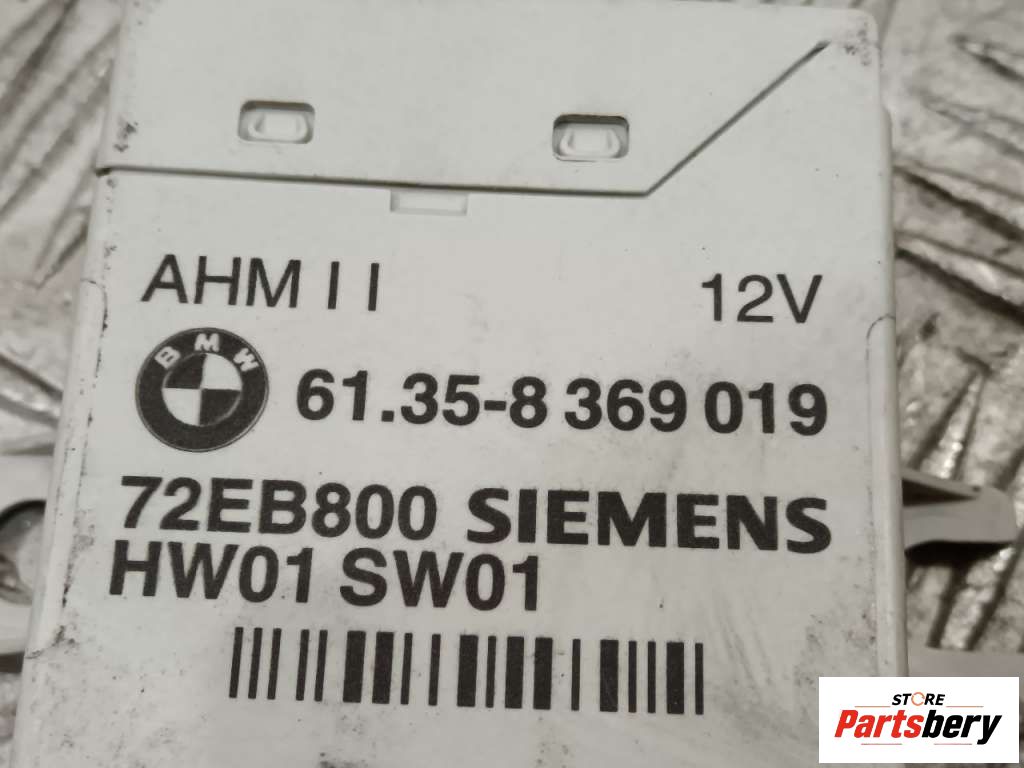 AHM I I 12V
BMW 61.35-8 369 019
72EB800 SIEMENS
HW01 SW01
STORE
Partsbery